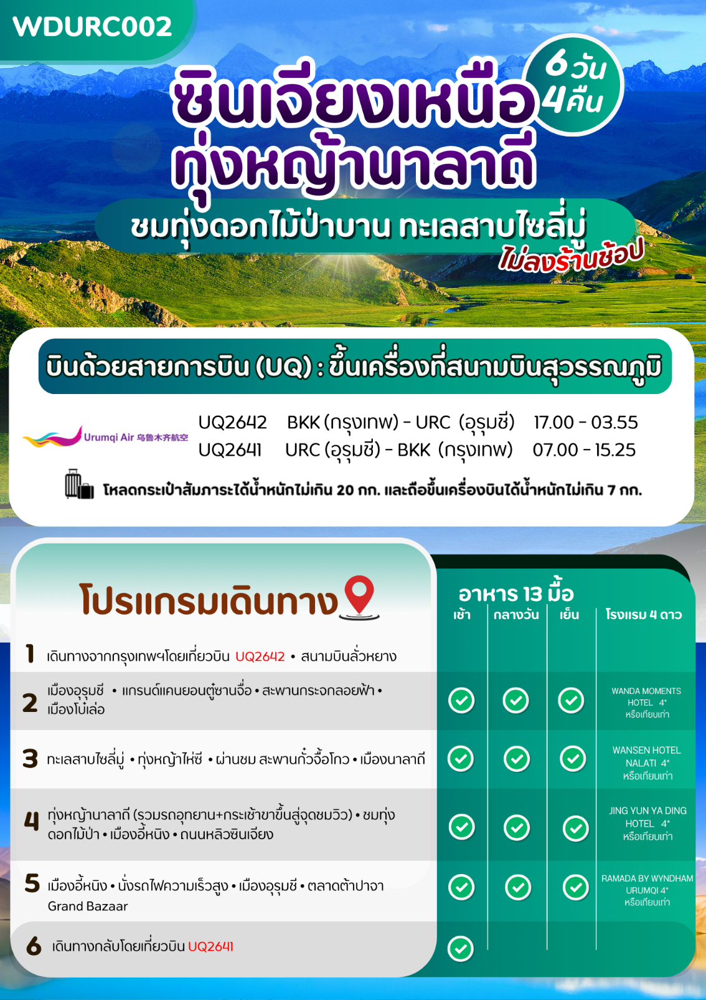 WDURC002
6 วัน
4 คืน
ซินเจียงเหนือ
ทุ่งหญ้านาลาถี
ชมทุ่งดอกไม้ป่าบาน ทะเลสาบไซลี่มู่
ไม่ลงร้านช้อป
บินด้วยสายการบิน (UQ) : ขึ้นเครื่องที่สนามบินสุวรรณภูมิ
Urumqi Air 乌鲁木齐航空
UQ2642 BKK (กรุงเทพ) - URC (อุรุมชี) 17.00 - 03.55
UQ2641 URC (อุรุมชี) - BKK (กรุงเทพ) 07.00 - 15.25
โหลดกระเป๋าสัมภาระได้น้ำหนักไม่เกิน 20 กก. และถือขึ้นเครื่องบินได้น้ำหนักไม่เกิน 7 กก.
โปรแกรมเดินทาง
อาหาร 13 มื้อ
เช้า กลางวัน เย็น โรงแรม 4 ดาว
1 เดินทางจากกรุงเทพฯโดยเที่ยวบิน UQ2642 • สนามบินลั่วหยาง
2 เมืองอุรุมชี • แกรนด์แคนยอนตู๋ซานจื่อ • สะพานกระจกลอยฟ้า •
เมืองโบ๋เล่อ
WANDA MOMENTS
HOTEL 4*
หรือเทียบเท่า
3 ทะเลสาบไซลี่มู่ • ทุ่งหญ้าไห่ซี • ผ่านชม สะพานกั๋วจื้อโกว • เมืองนาลาถี
WANSEN HOTEL
NALATI 4*
หรือเทียบเท่า
4 ทุ่งหญ้านาลาถี (รวมรถอุทยาน+กระเช้าขาขึ้นสู่จุดชมวิว) • ชมทุ่ง
ดอกไม้ป่า • เมืองอี้หนิง • ถนนหลิวซินเจียง
JING YUN YA DING
HOTEL 4*
หรือเทียบเท่า
5 เมืองอี้หนิง • นั่งรถไฟความเร็วสูง • เมืองอุรุมชี • ตลาดต้าปาจา
Grand Bazaar
RAMADA BY WYNDHAM
URUMQI 4*
หรือเทียบเท่า
6 เดินทางกลับโดยเที่ยวบิน UQ2641